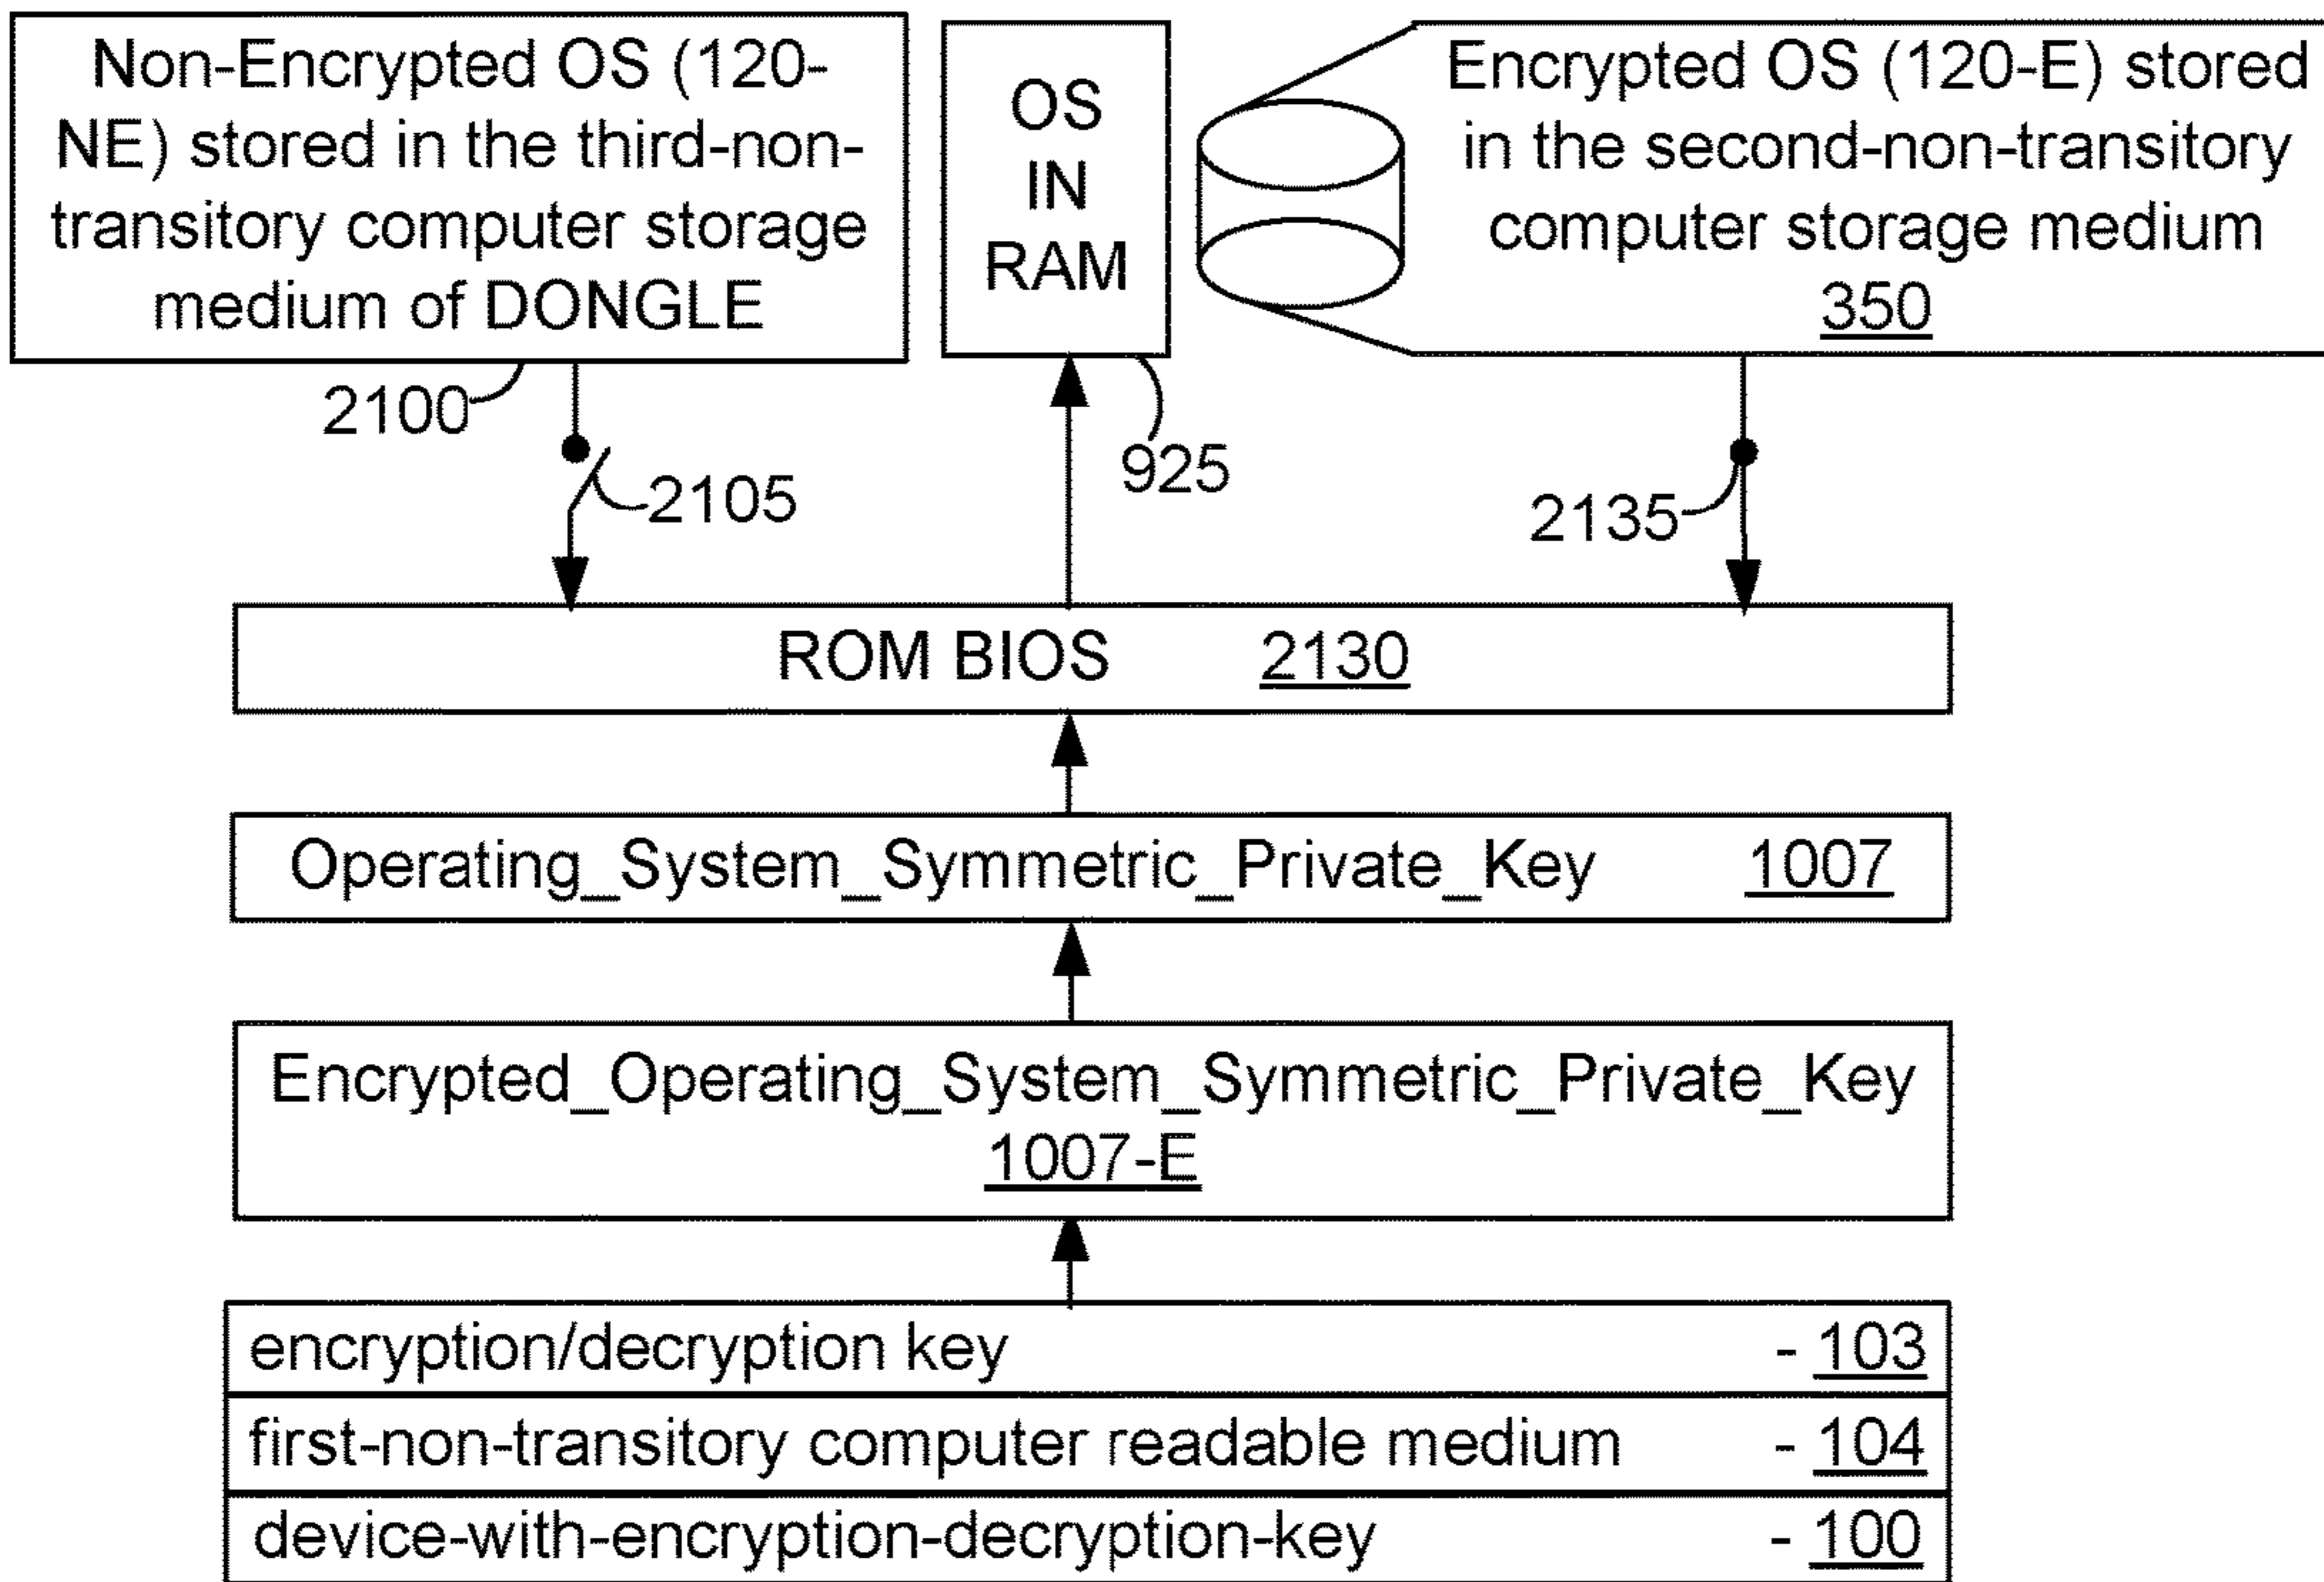 Non-Encrypted OS (120-
NE) stored in the third-non-
transitory computer storage
medium of DONGLE
OS
IN
RAM
Encrypted OS (120-E) stored
in the second-non-transitory
computer storage medium
350
2100
2105
925
2135
ROM BIOS 2130
Operating_System_Symmetric_Private_Key 1007
Encrypted_Operating_System_Symmetric_Private_Key
1007-E
encryption/decryption key - 103
first-non-transitory computer readable medium - 104
device-with-encryption-decryption-key - 100